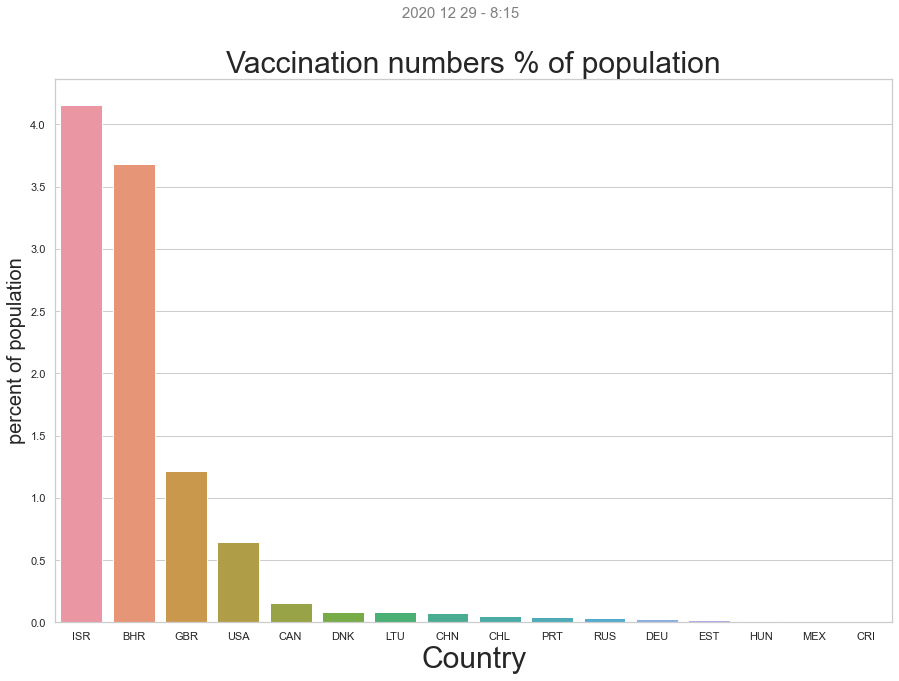 2020 12 29 - 8:15
Vaccination numbers % of population
percent of population
4.0
3.5
3.0
2.5
2.0
1.5
1.0
0.5
0.0
ISR BHR GBR USA CAN DNK LTU CHN CHL PRT RUS DEU EST HUN MEX CRI
Country